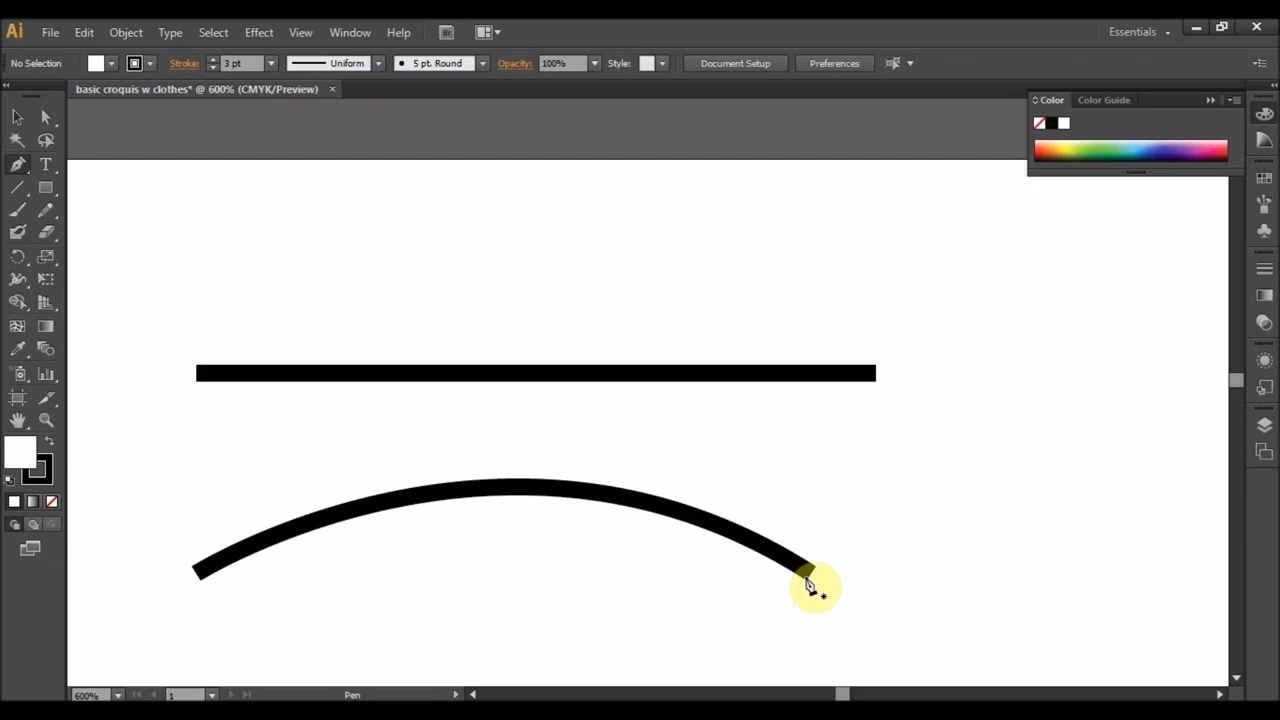 Ai File Edit Object Type Select Effect View Window Help Br Essentials
No Selection Stroke: 3 pt Uniform 5 pt. Round Opacity: 100% Style: Document Setup Preferences
basic croquis w clothes* @ 600% (CMYK/Preview)
Color Color Guide
T
600% 1 Pen